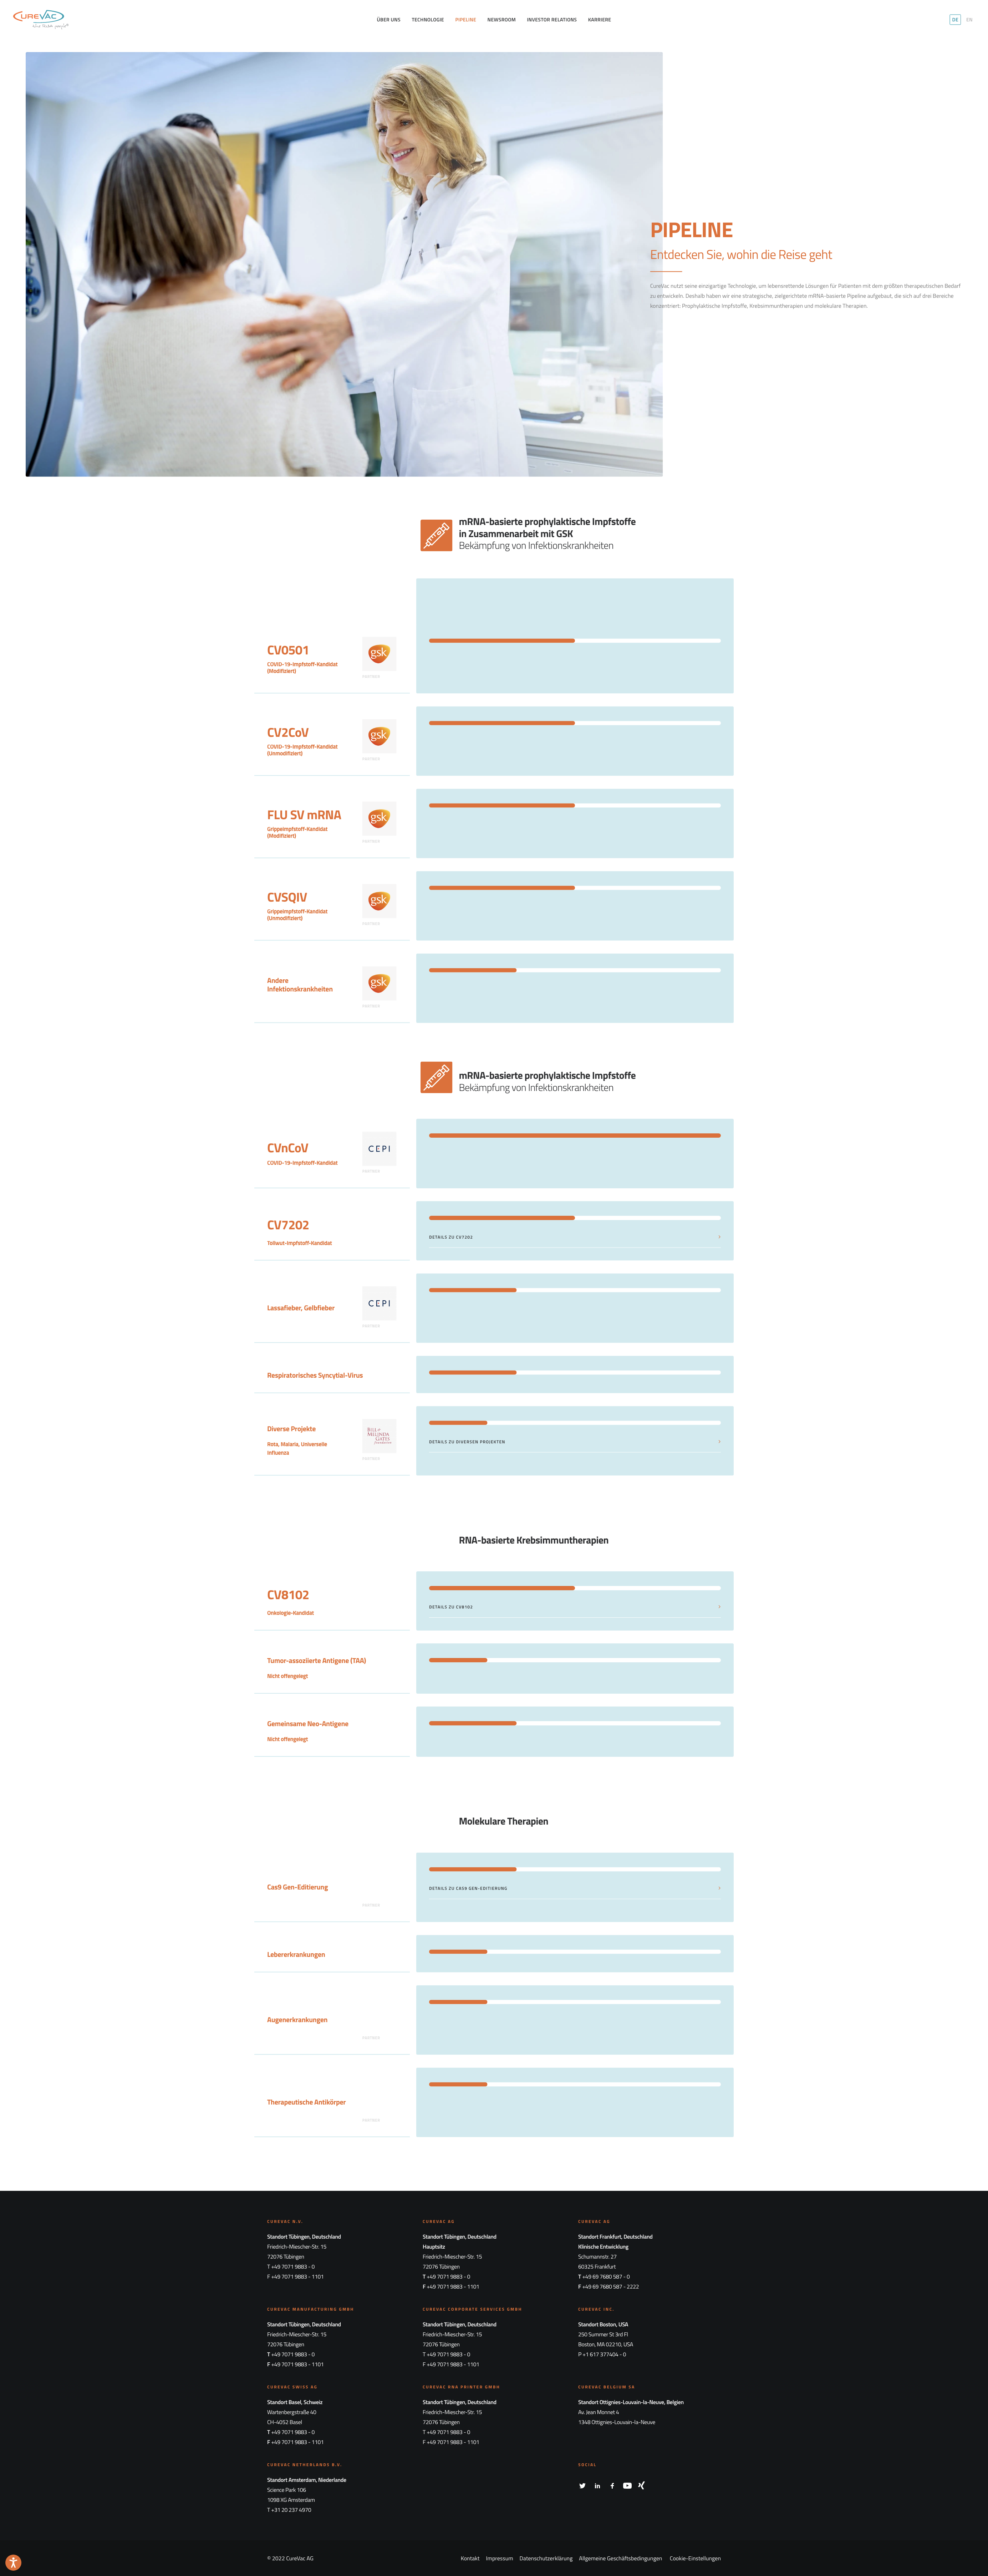 CUREVAC
the RNA people®
ÜBER UNS
TECHNOLOGIE
PIPELINE
NEWSROOM
INVESTOR RELATIONS
KARRIERE
DE
EN
PIPELINE
Entdecken Sie, wohin die Reise geht
CureVac nutzt seine einzigartige Technologie, um lebensrettende Lösungen für Patienten mit dem größten therapeutischen Bedarf
zu entwickeln. Deshalb haben wir eine strategische, zielgerichtete mRNA-basierte Pipeline aufgebaut, die sich auf drei Bereiche
konzentriert: Prophylaktische Impfstoffe, Krebsimmuntherapien und molekulare Therapien.
mRNA-basierte prophylaktische Impfstoffe
in Zusammenarbeit mit GSK
Bekämpfung von Infektionskrankheiten
CV0501
COVID-19-Impfstoff-Kandidat
(Modifiziert)
gsk
PARTNER
CV2CoV
COVID-19-Impfstoff-Kandidat
(Unmodifiziert)
gsk
PARTNER
FLU SV mRNA
Grippeimpfstoff-Kandidat
(Modifiziert)
gsk
PARTNER
CVSQIV
Grippeimpfstoff-Kandidat
(Unmodifiziert)
gsk
PARTNER
Andere
Infektionskrankheiten
gsk
PARTNER
mRNA-basierte prophylaktische Impfstoffe
Bekämpfung von Infektionskrankheiten
CVnCoV
COVID-19-Impfstoff-Kandidat
CEPI
PARTNER
CV7202
Tollwut-Impfstoff-Kandidat
DETAILS ZU CV7202
Lassafieber, Gelbfieber
CEPI
PARTNER
Respiratorisches Syncytial-Virus
Diverse Projekte
Rota, Malaria, Universelle
Influenza
BILL &
MELINDA
GATES
foundation
PARTNER
DETAILS ZU DIVERSEN PROJEKTEN
RNA-basierte Krebsimmuntherapien
CV8102
Onkologie-Kandidat
DETAILS ZU CV8102
Tumor-assoziierte Antigene (TAA)
Nicht offengelegt
Gemeinsame Neo-Antigene
Nicht offengelegt
Molekulare Therapien
Cas9 Gen-Editierung
PARTNER
DETAILS ZU CAS9 GEN-EDITIERUNG
Lebererkrankungen
Augenerkrankungen
PARTNER
Therapeutische Antikörper
PARTNER
CUREVAC N.V.
Standort Tübingen, Deutschland
Friedrich-Miescher-Str. 15
72076 Tübingen
T +49 7071 9883 - 0
F +49 7071 9883 - 1101
CUREVAC AG
Standort Tübingen, Deutschland
Hauptsitz
Friedrich-Miescher-Str. 15
72076 Tübingen
T +49 7071 9883 - 0
F +49 7071 9883 - 1101
CUREVAC AG
Standort Frankfurt, Deutschland
Klinische Entwicklung
Schumannstr. 27
60325 Frankfurt
T +49 69 7680 587 - 0
F +49 69 7680 587 - 2222
CUREVAC MANUFACTURING GMBH
Standort Tübingen, Deutschland
Friedrich-Miescher-Str. 15
72076 Tübingen
T +49 7071 9883 - 0
F +49 7071 9883 - 1101
CUREVAC CORPORATE SERVICES GMBH
Standort Tübingen, Deutschland
Friedrich-Miescher-Str. 15
72076 Tübingen
T +49 7071 9883 - 0
F +49 7071 9883 - 1101
CUREVAC INC.
Standort Boston, USA
250 Summer St 3rd Fl
Boston, MA 02210, USA
P +1 617 377404 - 0
CUREVAC SWISS AG
Standort Basel, Schweiz
Wartenbergstraße 40
CH-4052 Basel
T +49 7071 9883 - 0
F +49 7071 9883 - 1101
CUREVAC RNA PRINTER GMBH
Standort Tübingen, Deutschland
Friedrich-Miescher-Str. 15
72076 Tübingen
T +49 7071 9883 - 0
F +49 7071 9883 - 1101
CUREVAC BELGIUM SA
Standort Ottignies-Louvain-la-Neuve, Belgien
Av. Jean Monnet 4
1348 Ottignies-Louvain-la-Neuve
CUREVAC NETHERLANDS B.V.
Standort Amsterdam, Niederlande
Science Park 106
1098 XG Amsterdam
T +31 20 237 4970
SOCIAL
© 2022 CureVac AG
Kontakt
Impressum
Datenschutzerklärung
Allgemeine Geschäftsbedingungen
Cookie-Einstellungen